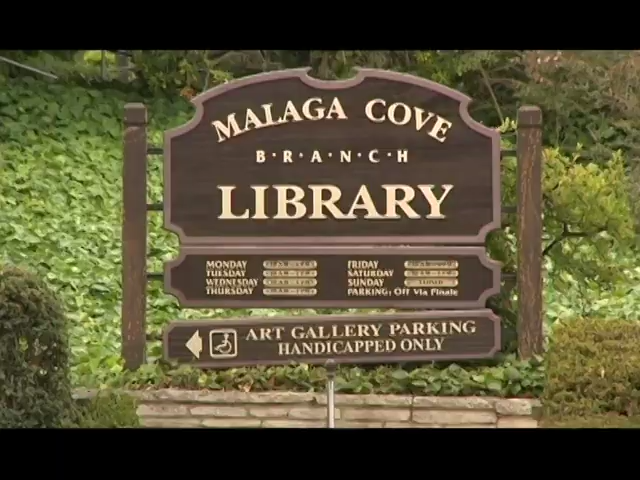 MALAGA COVE
B·R·A·N·C·H
LIBRARY
MONDAY
TUESDAY
WEDNESDAY
THURSDAY
FRIDAY
SATURDAY
SUNDAY CLOSED
PARKING: Off Via Pinale
ART GALLERY PARKING
HANDICAPPED ONLY